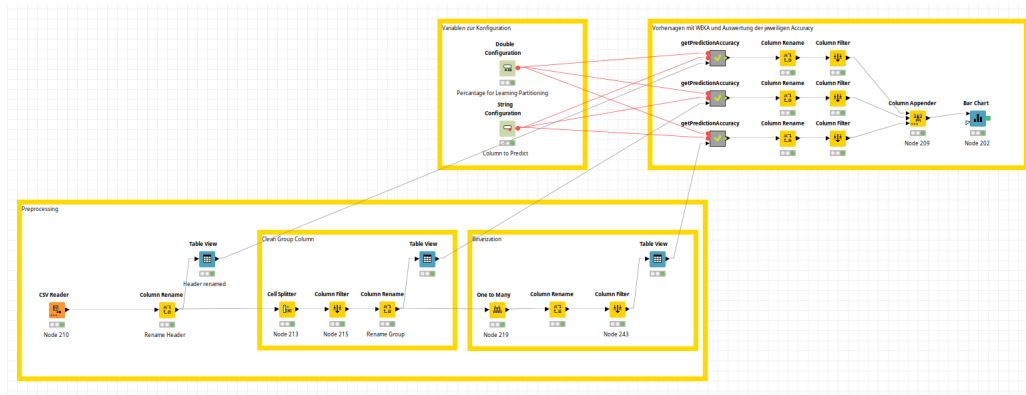 Variablen zur Konfiguration
Double
Configuration
Percentage for Learning Partitioning
String
Configuration
Column to Predict
Vorhersagen mit WEKA und Auswertung der jeweiligen Accuracy
getPredictionAccuracy
Column Rename
Column Filter
getPredictionAccuracy
Column Rename
Column Filter
getPredictionAccuracy
Column Rename
Column Filter
Column Appender
Node 209
Bar Chart
Node 202
Preprocessing
CSV Reader
Node 210
Column Rename
Rename Header
Table View
Header renamed
Clean Group Column
Cell Splitter
Node 213
Column Filter
Node 215
Column Rename
Rename Group
Table View
Binarization
One to Many
Node 219
Column Rename
Column Filter
Node 243
Table View